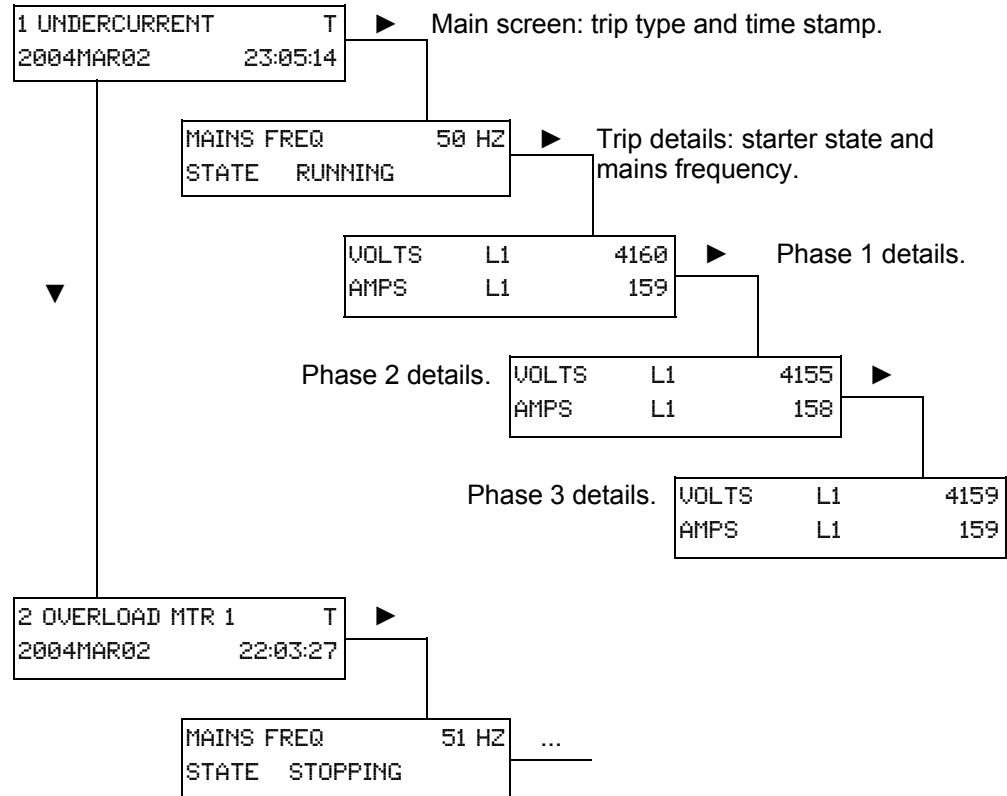 1 UNDERCURRENT T
2004MAR02 23:05:14
► Main screen: trip type and time stamp.
MAINS FREQ 50 HZ
STATE RUNNING
► Trip details: starter state and
mains frequency.
VOLTS L1 4160
AMPS L1 159
► Phase 1 details.
▼
Phase 2 details.
VOLTS L1 4155
AMPS L1 158
►
Phase 3 details.
VOLTS L1 4159
AMPS L1 159
2 OVERLOAD MTR 1 T
2004MAR02 22:03:27
►
MAINS FREQ 51 HZ
STATE STOPPING
...